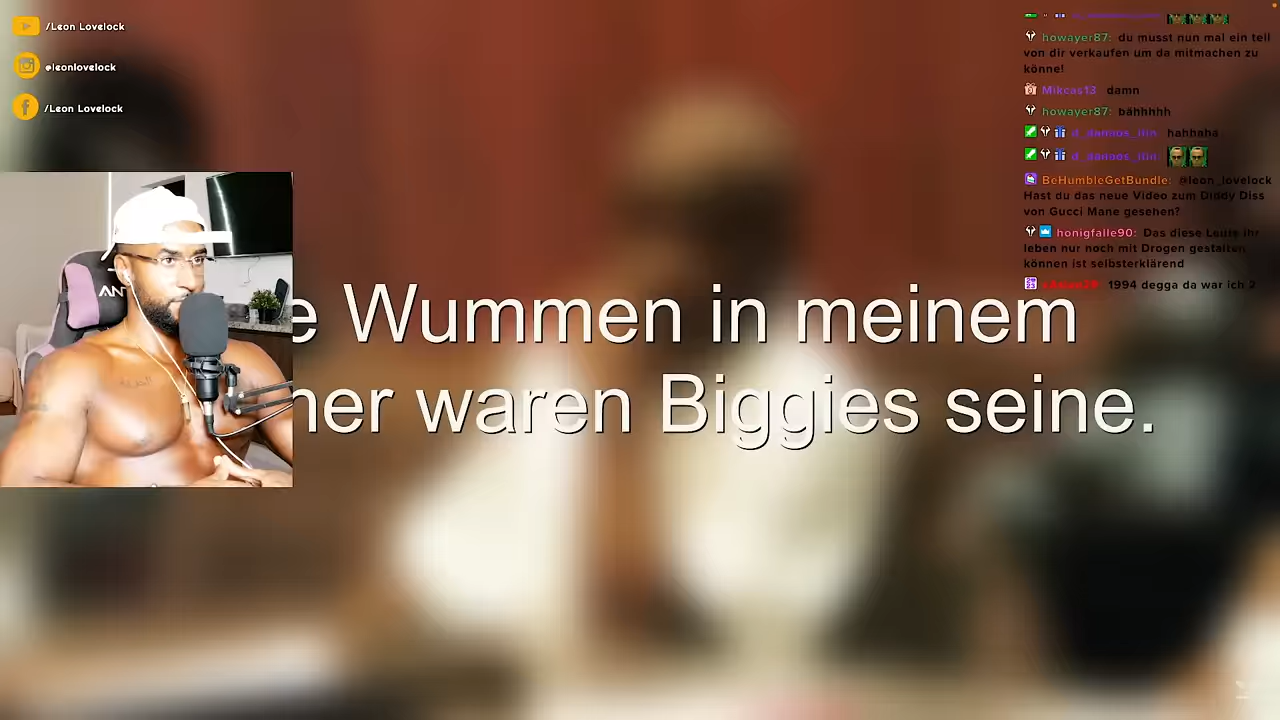 /Leon Lovelock
@leonlovelock
/Leon Lovelock
howayer87: du musst nun mal ein teil
von dir verkaufen um da mitmachen zu
könne!
Mikcas13 damn
howayer87: bähhhhh
hahhaha
BeHumbleGetBundle: @leon_lovelock
Hast du das neue Video zum Diddy Diss
von Gucci Mane gesehen?
honigfalle90: Das diese Leute ihr
leben nur noch mit Drogen gestalten
können ist selbsterklärend
1994 degga da war ich 2
e Wummen in meinem
ner waren Biggies seine.
AN